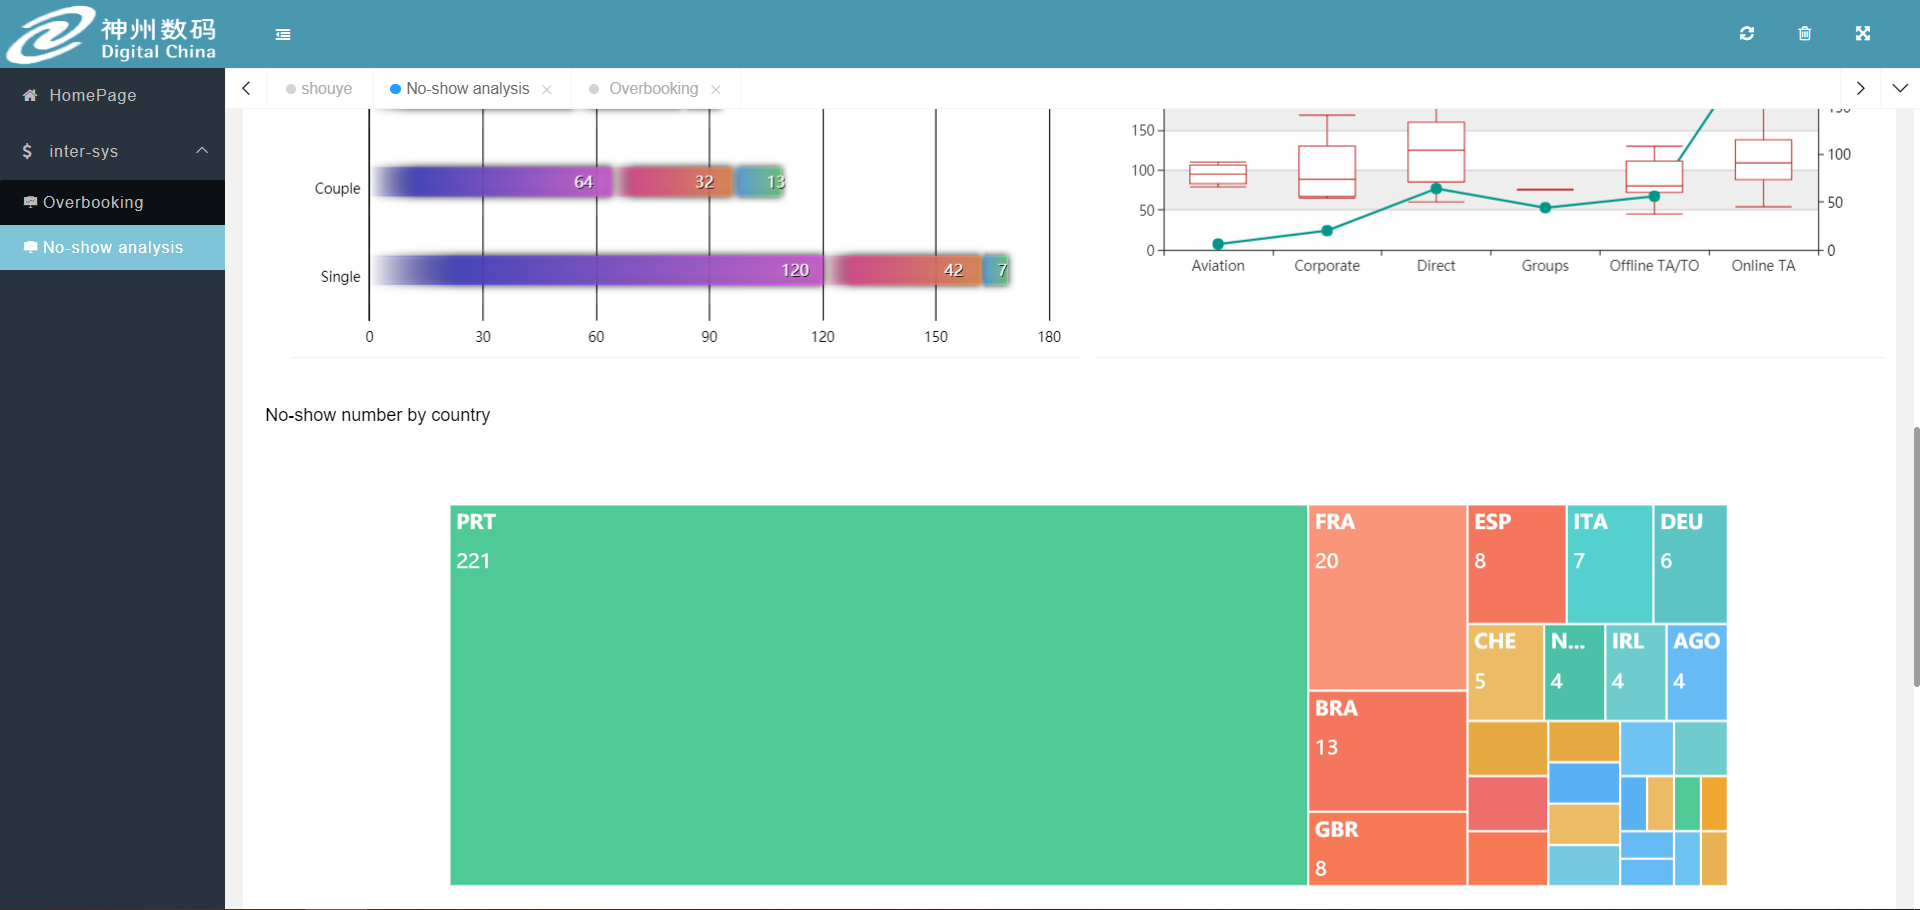 神州数码
Digital China
HomePage
$ inter-sys
Overbooking
No-show analysis
shouye
No-show analysis
Overbooking
Couple
64
32
13
Single
120
42
7
0
30
60
90
120
150
180
150
100
50
0
100
50
0
Aviation
Corporate
Direct
Groups
Offline TA/TO
Online TA
No-show number by country
PRT
221
FRA
20
BRA
13
GBR
8
ESP
8
ITA
7
DEU
6
CHE
5
N...
4
IRL
4
AGO
4